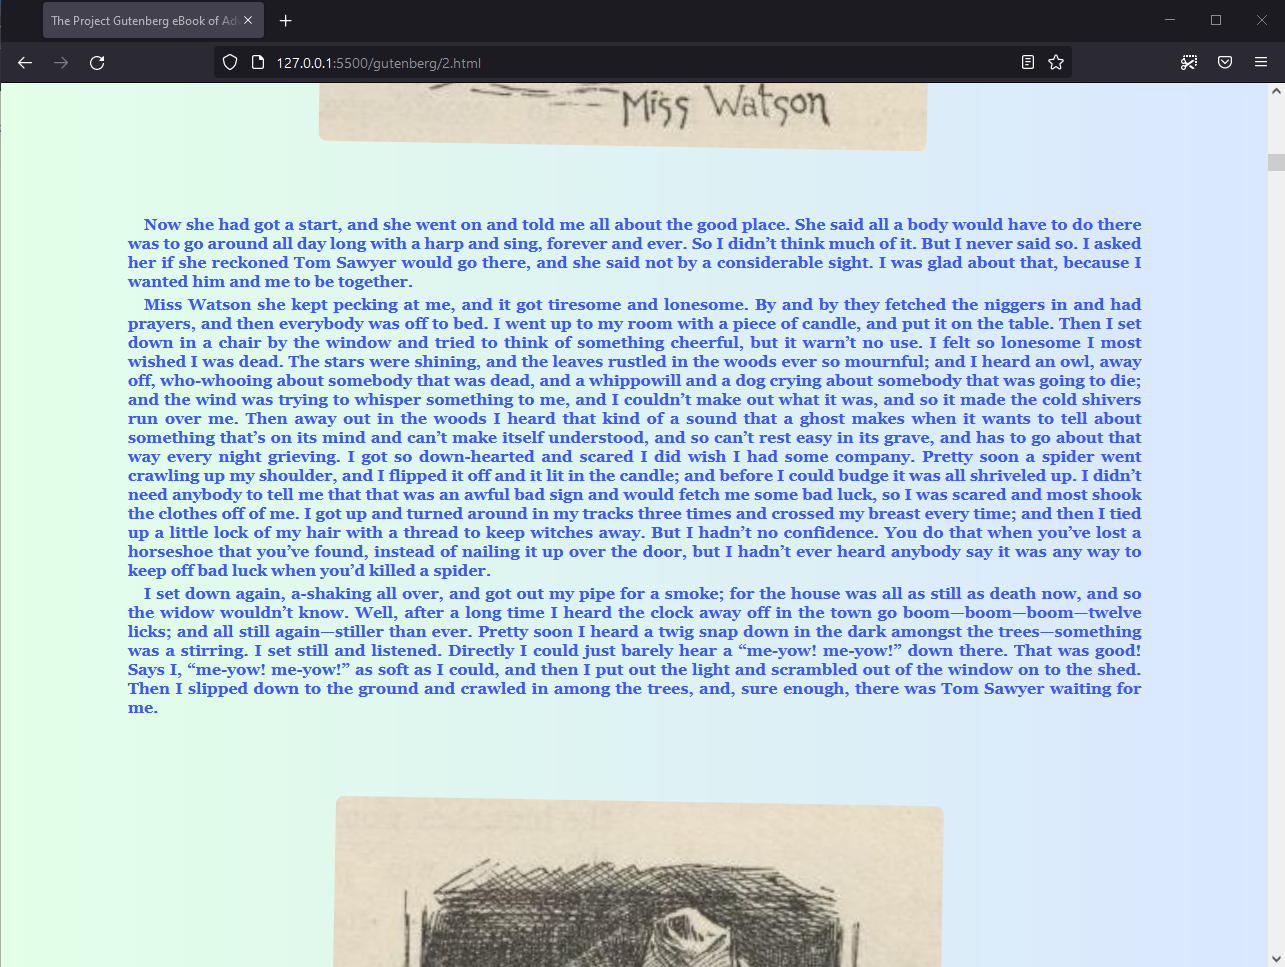 The Project Gutenberg eBook of Adv
127.0.0.1:5500/gutenberg/2.html
Miss Watson
Now she had got a start, and she went on and told me all about the good place. She said all a body would have to do there
was to go around all day long with a harp and sing, forever and ever. So I didn’t think much of it. But I never said so. I asked
her if she reckoned Tom Sawyer would go there, and she said not by a considerable sight. I was glad about that, because I
wanted him and me to be together.
Miss Watson she kept pecking at me, and it got tiresome and lonesome. By and by they fetched the niggers in and had
prayers, and then everybody was off to bed. I went up to my room with a piece of candle, and put it on the table. Then I set
down in a chair by the window and tried to think of something cheerful, but it warn’t no use. I felt so lonesome I most
wished I was dead. The stars were shining, and the leaves rustled in the woods ever so mournful; and I heard an owl, away
off, who-whooing about somebody that was dead, and a whippowill and a dog crying about somebody that was going to die;
and the wind was trying to whisper something to me, and I couldn’t make out what it was, and so it made the cold shivers
run over me. Then away out in the woods I heard that kind of a sound that a ghost makes when it wants to tell about
something that’s on its mind and can’t make itself understood, and so can’t rest easy in its grave, and has to go about that
way every night grieving. I got so down-hearted and scared I did wish I had some company. Pretty soon a spider went
crawling up my shoulder, and I flipped it off and it lit in the candle; and before I could budge it was all shriveled up. I didn’t
need anybody to tell me that that was an awful bad sign and would fetch me some bad luck, so I was scared and most shook
the clothes off of me. I got up and turned around in my tracks three times and crossed my breast every time; and then I tied
up a little lock of my hair with a thread to keep witches away. But I hadn’t no confidence. You do that when you’ve lost a
horseshoe that you’ve found, instead of nailing it up over the door, but I hadn’t ever heard anybody say it was any way to
keep off bad luck when you’d killed a spider.
I set down again, a-shaking all over, and got out my pipe for a smoke; for the house was all as still as death now, and so
the widow wouldn’t know. Well, after a long time I heard the clock away off in the town go boom—boom—boom—twelve
licks; and all still again—stiller than ever. Pretty soon I heard a twig snap down in the dark amongst the trees—something
was a stirring. I set still and listened. Directly I could just barely hear a “me-yow! me-yow!” down there. That was good!
Says I, “me-yow! me-yow!” as soft as I could, and then I put out the light and scrambled out of the window on to the shed.
Then I slipped down to the ground and crawled in among the trees, and, sure enough, there was Tom Sawyer waiting for
me.